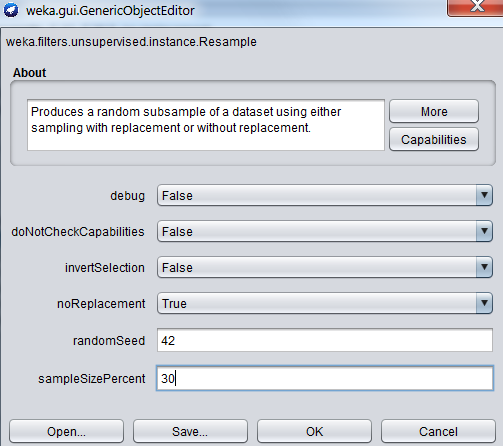 weka.gui.GenericObjectEditor
weka.filters.unsupervised.instance.Resample
About
Produces a random subsample of a dataset using either
sampling with replacement or without replacement.
More
Capabilities
debug False
doNotCheckCapabilities False
invertSelection False
noReplacement True
randomSeed 42
sampleSizePercent 30
Open... Save... OK Cancel